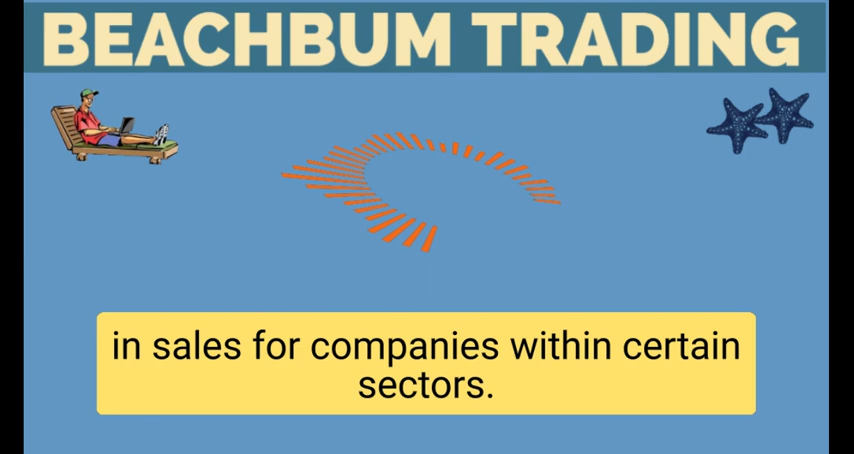 BEACHBUM TRADING
in sales for companies within certain
sectors.